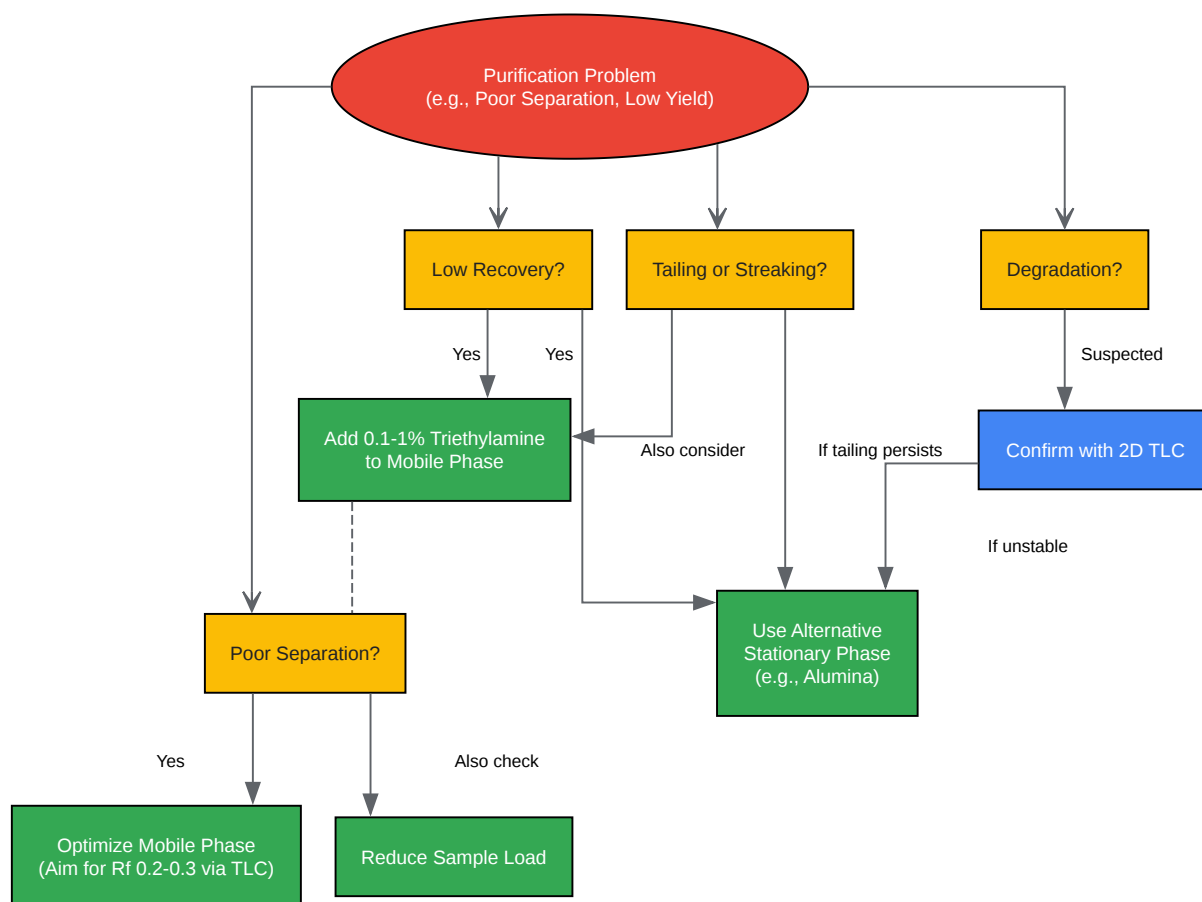 Purification Problem
(e.g., Poor Separation, Low Yield)
Low Recovery?
Tailing or Streaking?
Degradation?
Yes
Yes
Suspected
Add 0.1-1% Triethylamine
to Mobile Phase
Also consider
If tailing persists
Confirm with 2D TLC
If unstable
Poor Separation?
Use Alternative
Stationary Phase
(e.g., Alumina)
Yes
Also check
Optimize Mobile Phase
(Aim for Rf 0.2-0.3 via TLC)
Reduce Sample Load